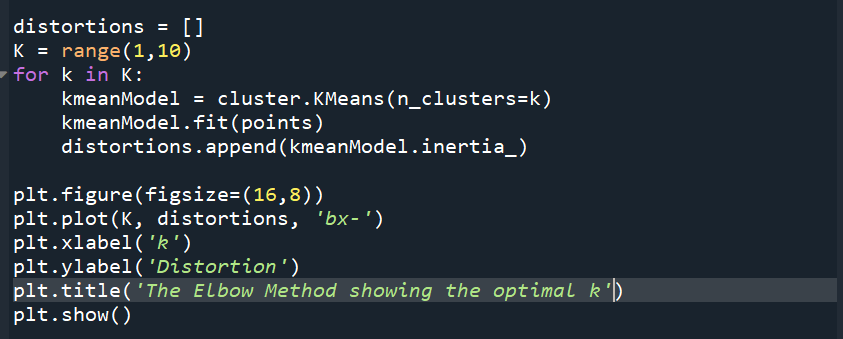 distortions = []
K = range(1,10)
for k in K:
    kmeanModel = cluster.KMeans(n_clusters=k)
    kmeanModel.fit(points)
    distortions.append(kmeanModel.inertia_)

plt.figure(figsize=(16,8))
plt.plot(K, distortions, 'bx-')
plt.xlabel('k')
plt.ylabel('Distortion')
plt.title('The Elbow Method showing the optimal k')
plt.show()